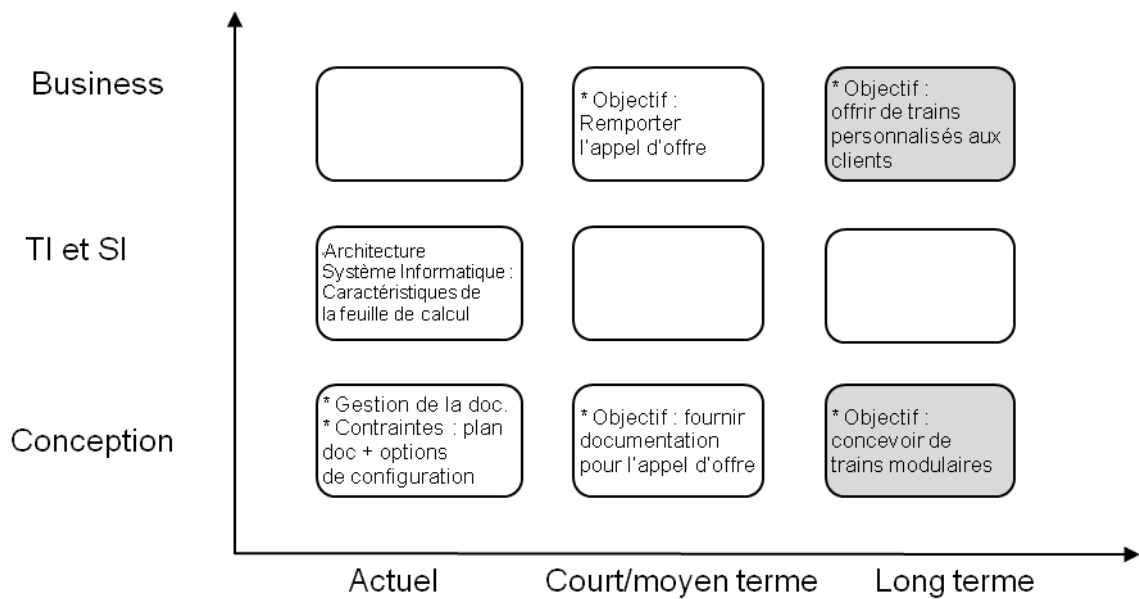 Business
* Objectif :
Remporter
l'appel d'offre
* Objectif :
offrir de trains
personnalisés aux
clients
TI et SI
Architecture
Système Informatique :
Caractéristiques de
la feuille de calcul
Conception
* Gestion de la doc.
* Contraintes : plan
doc + options
de configuration
* Objectif : fournir
documentation
pour l'appel d'offre
* Objectif :
concevoir de
trains modulaires
Actuel
Court/moyen terme
Long terme